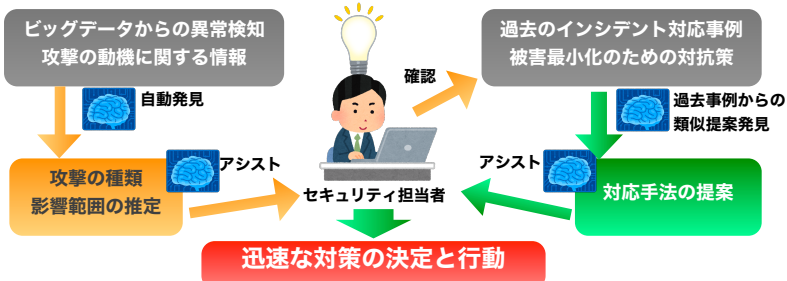 ビッグデータからの異常検知
攻撃の動機に関する情報
自動発見
攻撃の種類
影響範囲の推定
アシスト
セキュリティ担当者
確認
過去のインシデント対応事例
被害最小化のための対抗策
過去事例からの
類似提案発見
アシスト
対応手法の提案
迅速な対策の決定と行動